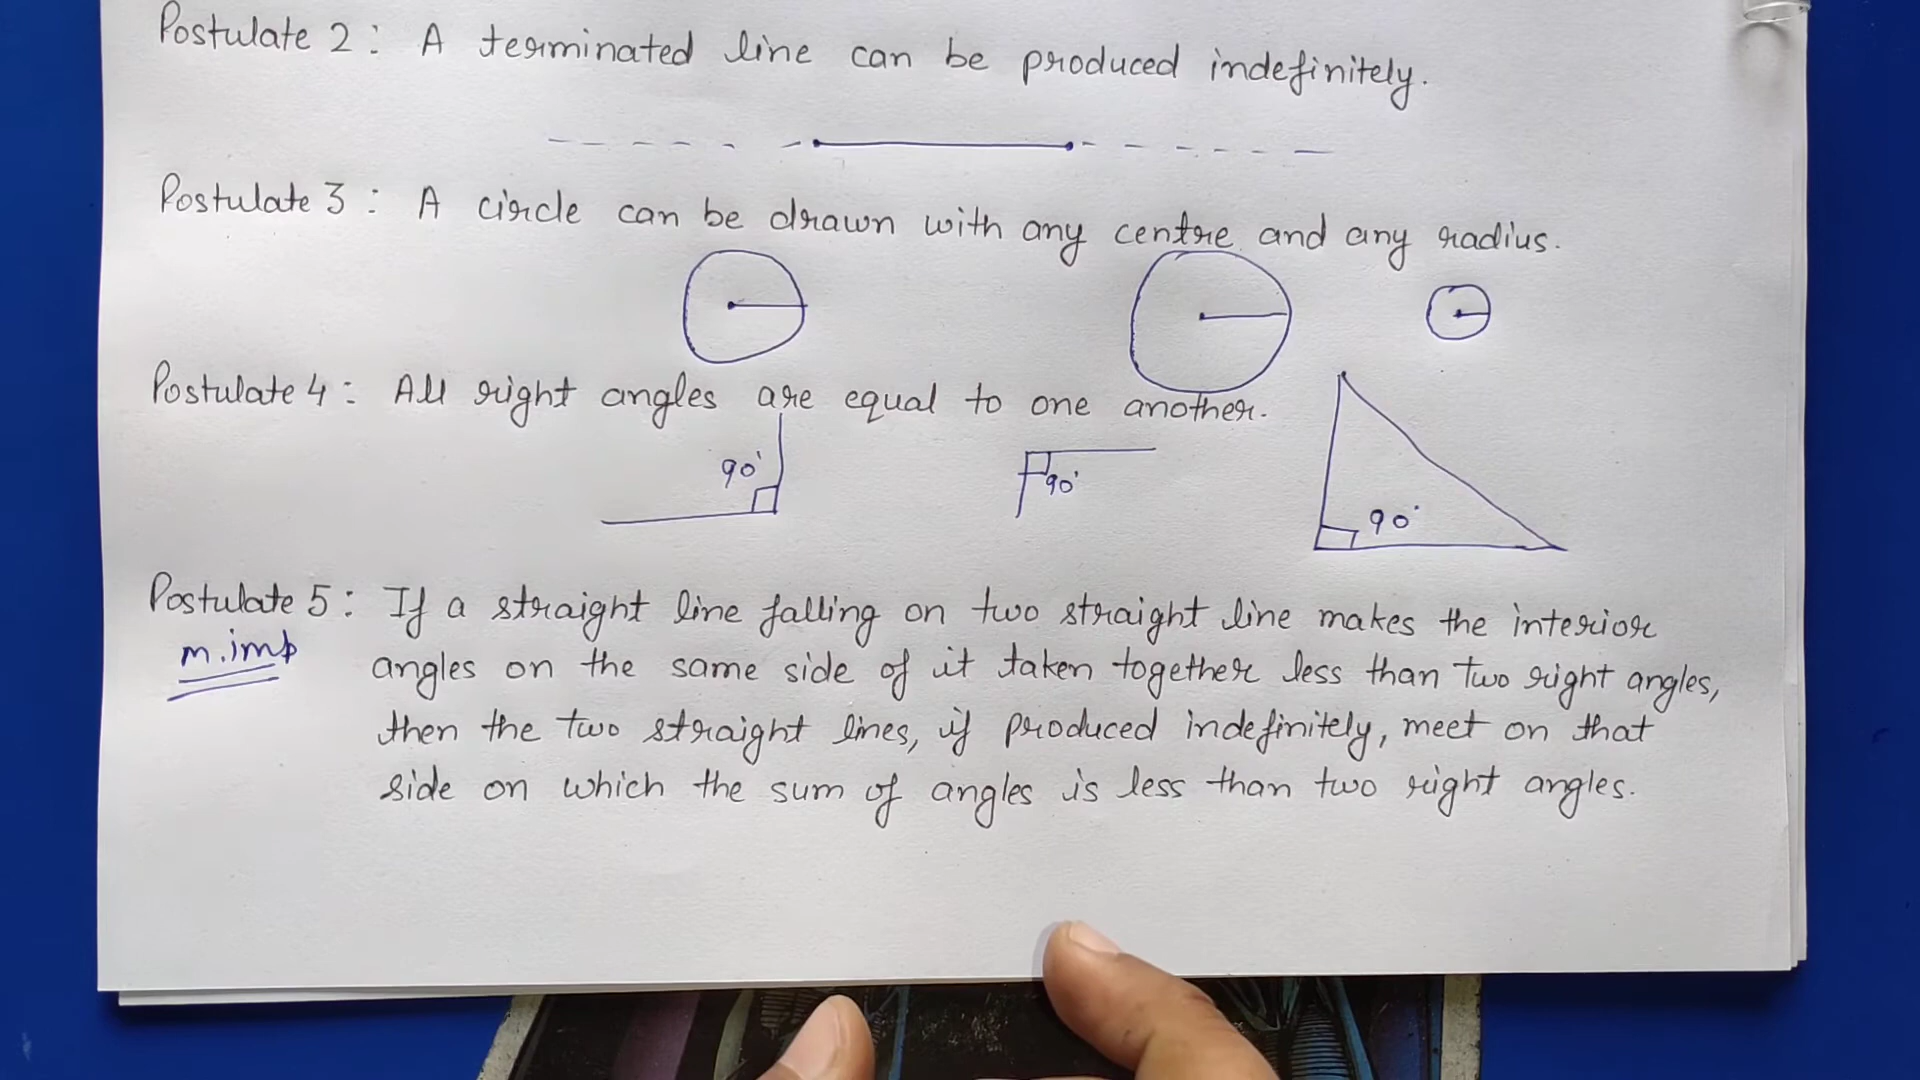 Postulate 2: A terminated line can be produced indefinitely.
Postulate 3: A circle can be drawn with any centre and any radius.
Postulate 4: All right angles are equal to one another.
90° 90° 90°
Postulate 5: If a straight line falling on two straight line makes the interior
m.imp angles on the same side of it taken together less than two right angles,
then the two straight lines, if produced indefinitely, meet on that
side on which the sum of angles is less than two right angles.